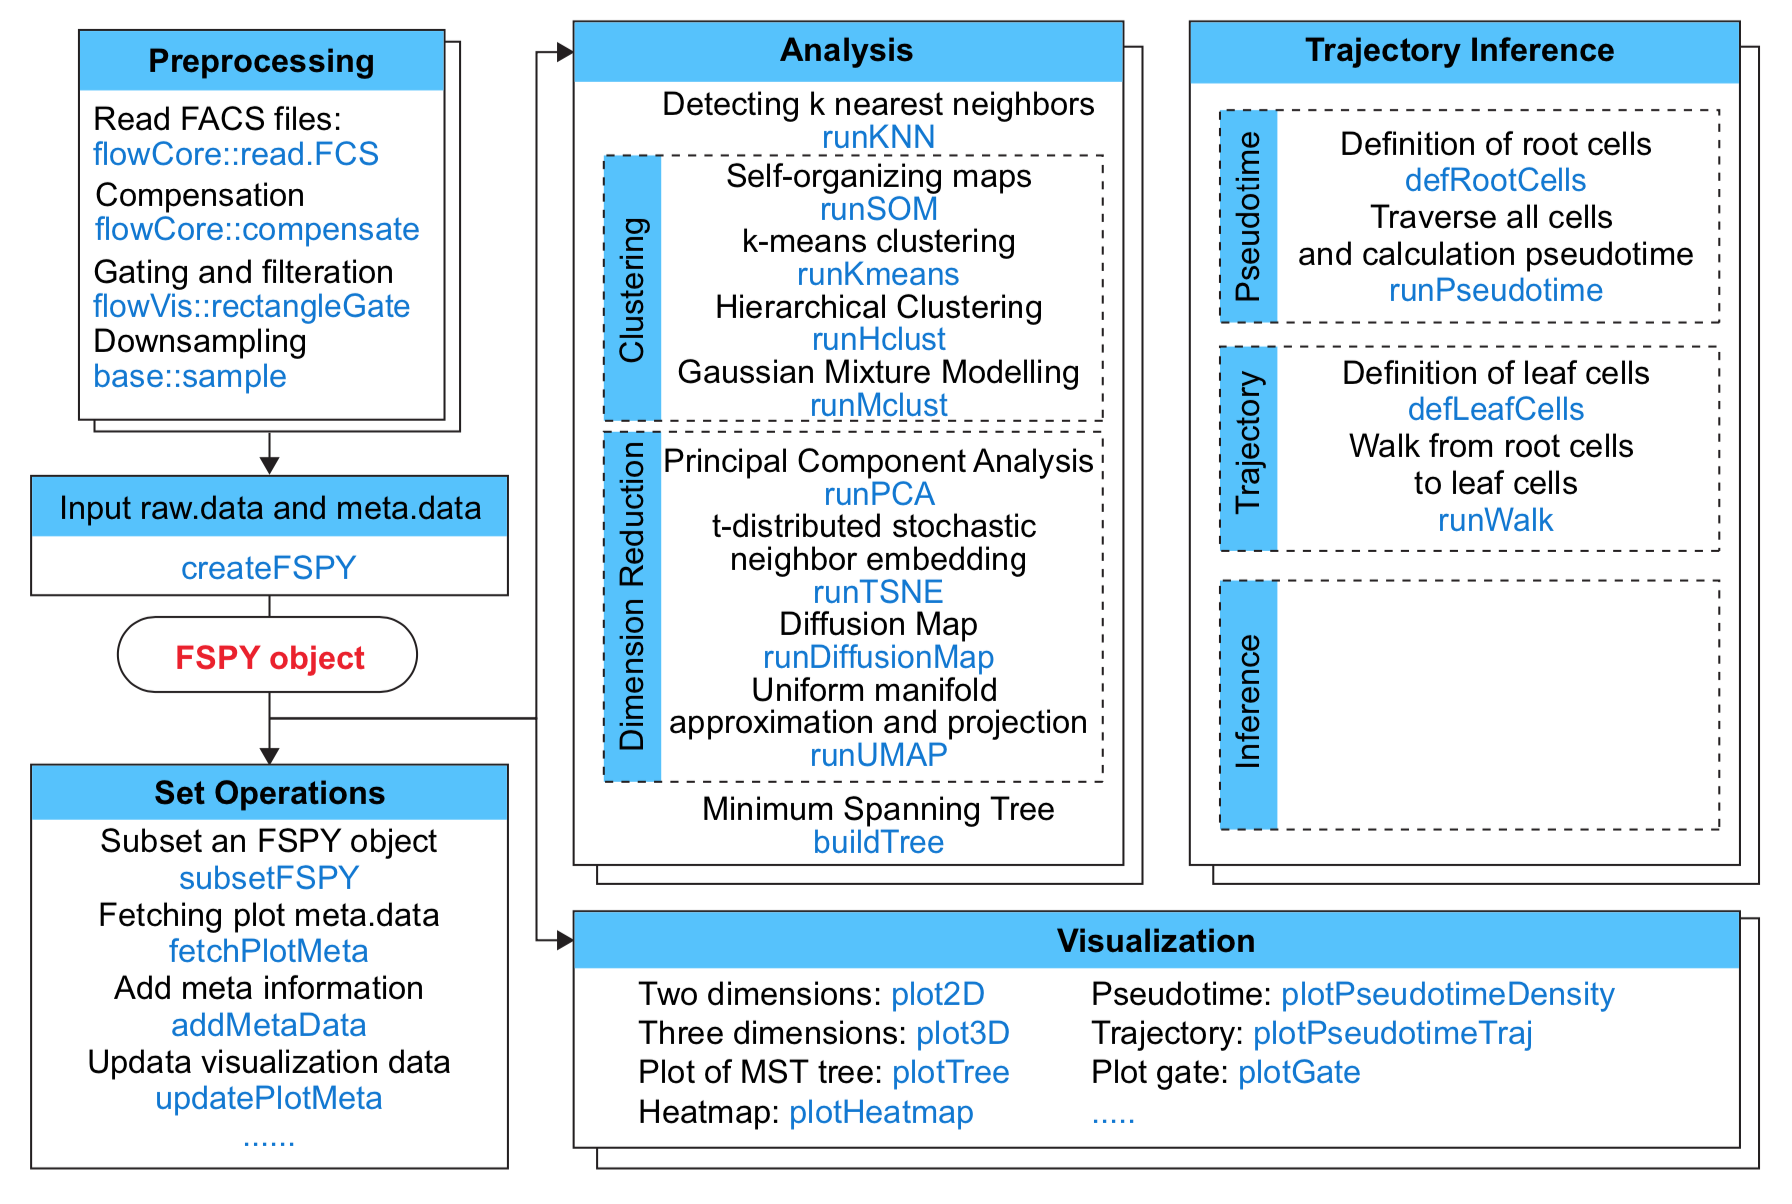 Preprocessing
Read FACS files:
flowCore::read.FCS
Compensation
flowCore::compensate
Gating and filteration
flowVis::rectangleGate
Downsampling
base::sample
Input raw.data and meta.data
createFSPY
FSPY object
Set Operations
Subset an FSPY object
subsetFSPY
Fetching plot meta.data
fetchPlotMeta
Add meta information
addMetaData
Updata visualization data
updatePlotMeta
......
Analysis
Detecting k nearest neighbors
runKNN
Clustering
Self-organizing maps
runSOM
k-means clustering
runKmeans
Hierarchical Clustering
runHclust
Gaussian Mixture Modelling
runMclust
Dimension Reduction
Principal Component Analysis
runPCA
t-distributed stochastic
neighbor embedding
runTSNE
Diffusion Map
runDiffusionMap
Uniform manifold
approximation and projection
runUMAP
Minimum Spanning Tree
buildTree
Trajectory Inference
Pseudotime
Definition of root cells
defRootCells
Traverse all cells
and calculation pseudotime
runPseudotime
Trajectory
Definition of leaf cells
defLeafCells
Walk from root cells
to leaf cells
runWalk
Inference
Visualization
Two dimensions: plot2D
Three dimensions: plot3D
Plot of MST tree: plotTree
Heatmap: plotHeatmap
Pseudotime: plotPseudotimeDensity
Trajectory: plotPseudotimeTraj
Plot gate: plotGate
.....